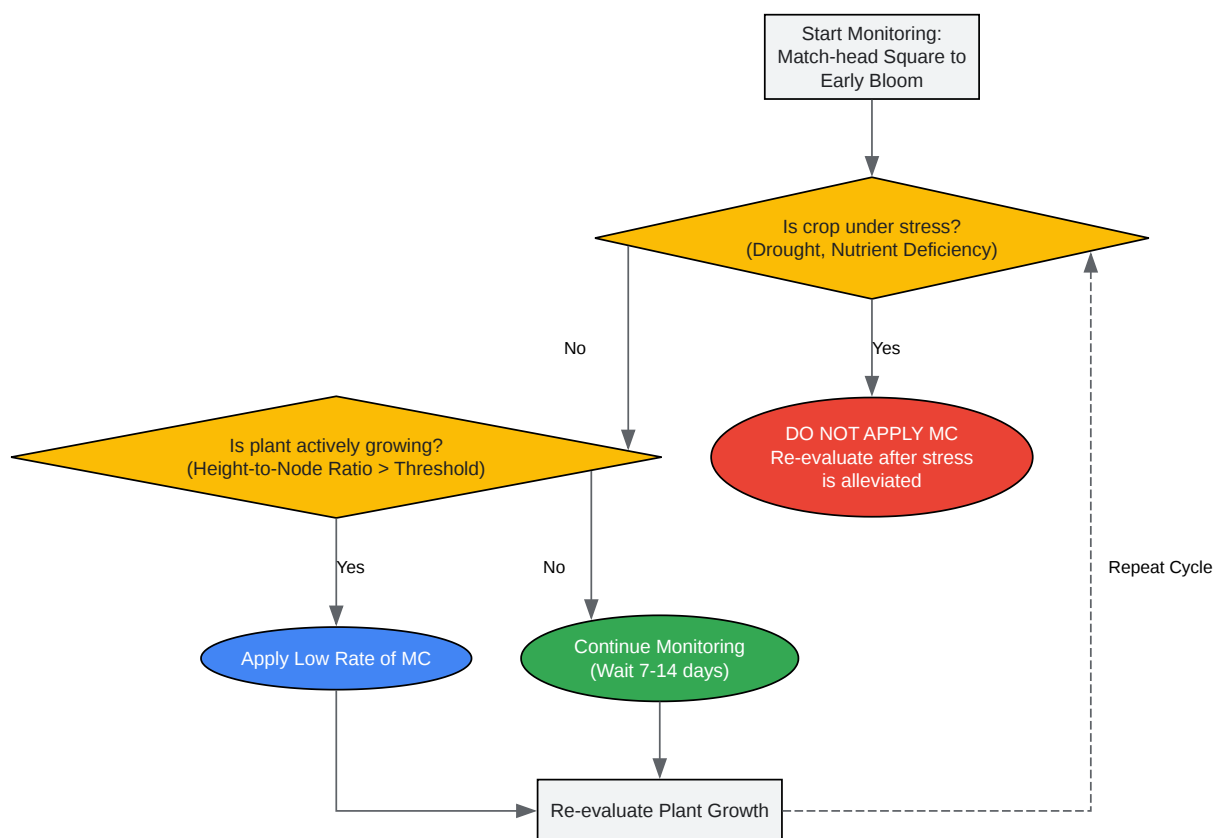 Start Monitoring:
Match-head Square to
Early Bloom
Is crop under stress?
(Drought, Nutrient Deficiency)
No
Yes
Is plant actively growing?
(Height-to-Node Ratio > Threshold)
DO NOT APPLY MC
Re-evaluate after stress
is alleviated
Yes
No
Repeat Cycle
Apply Low Rate of MC
Continue Monitoring
(Wait 7-14 days)
Re-evaluate Plant Growth